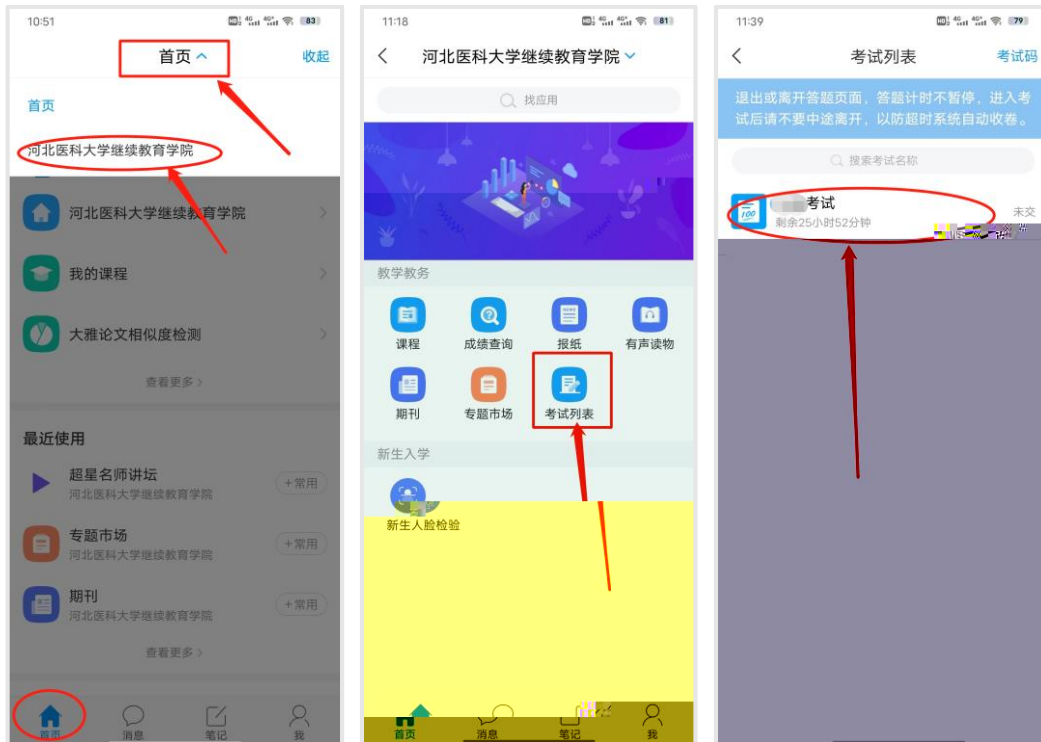 10:51
83
首页
收起
首页
河北医科大学继续教育学院
河北医科大学继续教育学院
我的课程
大雅论文相似度检测
查看更多
最近使用
超星名师讲坛
河北医科大学继续教育学院
+常用
专题市场
河北医科大学继续教育学院
+常用
期刊
河北医科大学继续教育学院
+常用
查看更多
首页
消息
笔记
我
11:18
81
河北医科大学继续教育学院
找应用
教学教务
课程
成绩查询
报纸
有声读物
期刊
专题市场
考试列表
新生入学
新生人脸检验
首页
消息
笔记
我
11:39
79
考试列表
考试码
退出或离开答题页面，答题计时不暂停，进入考
试后请不要中途离开，以防超时系统自动收卷。
搜索考试名称
100
考试
剩余25小时52分钟
未交